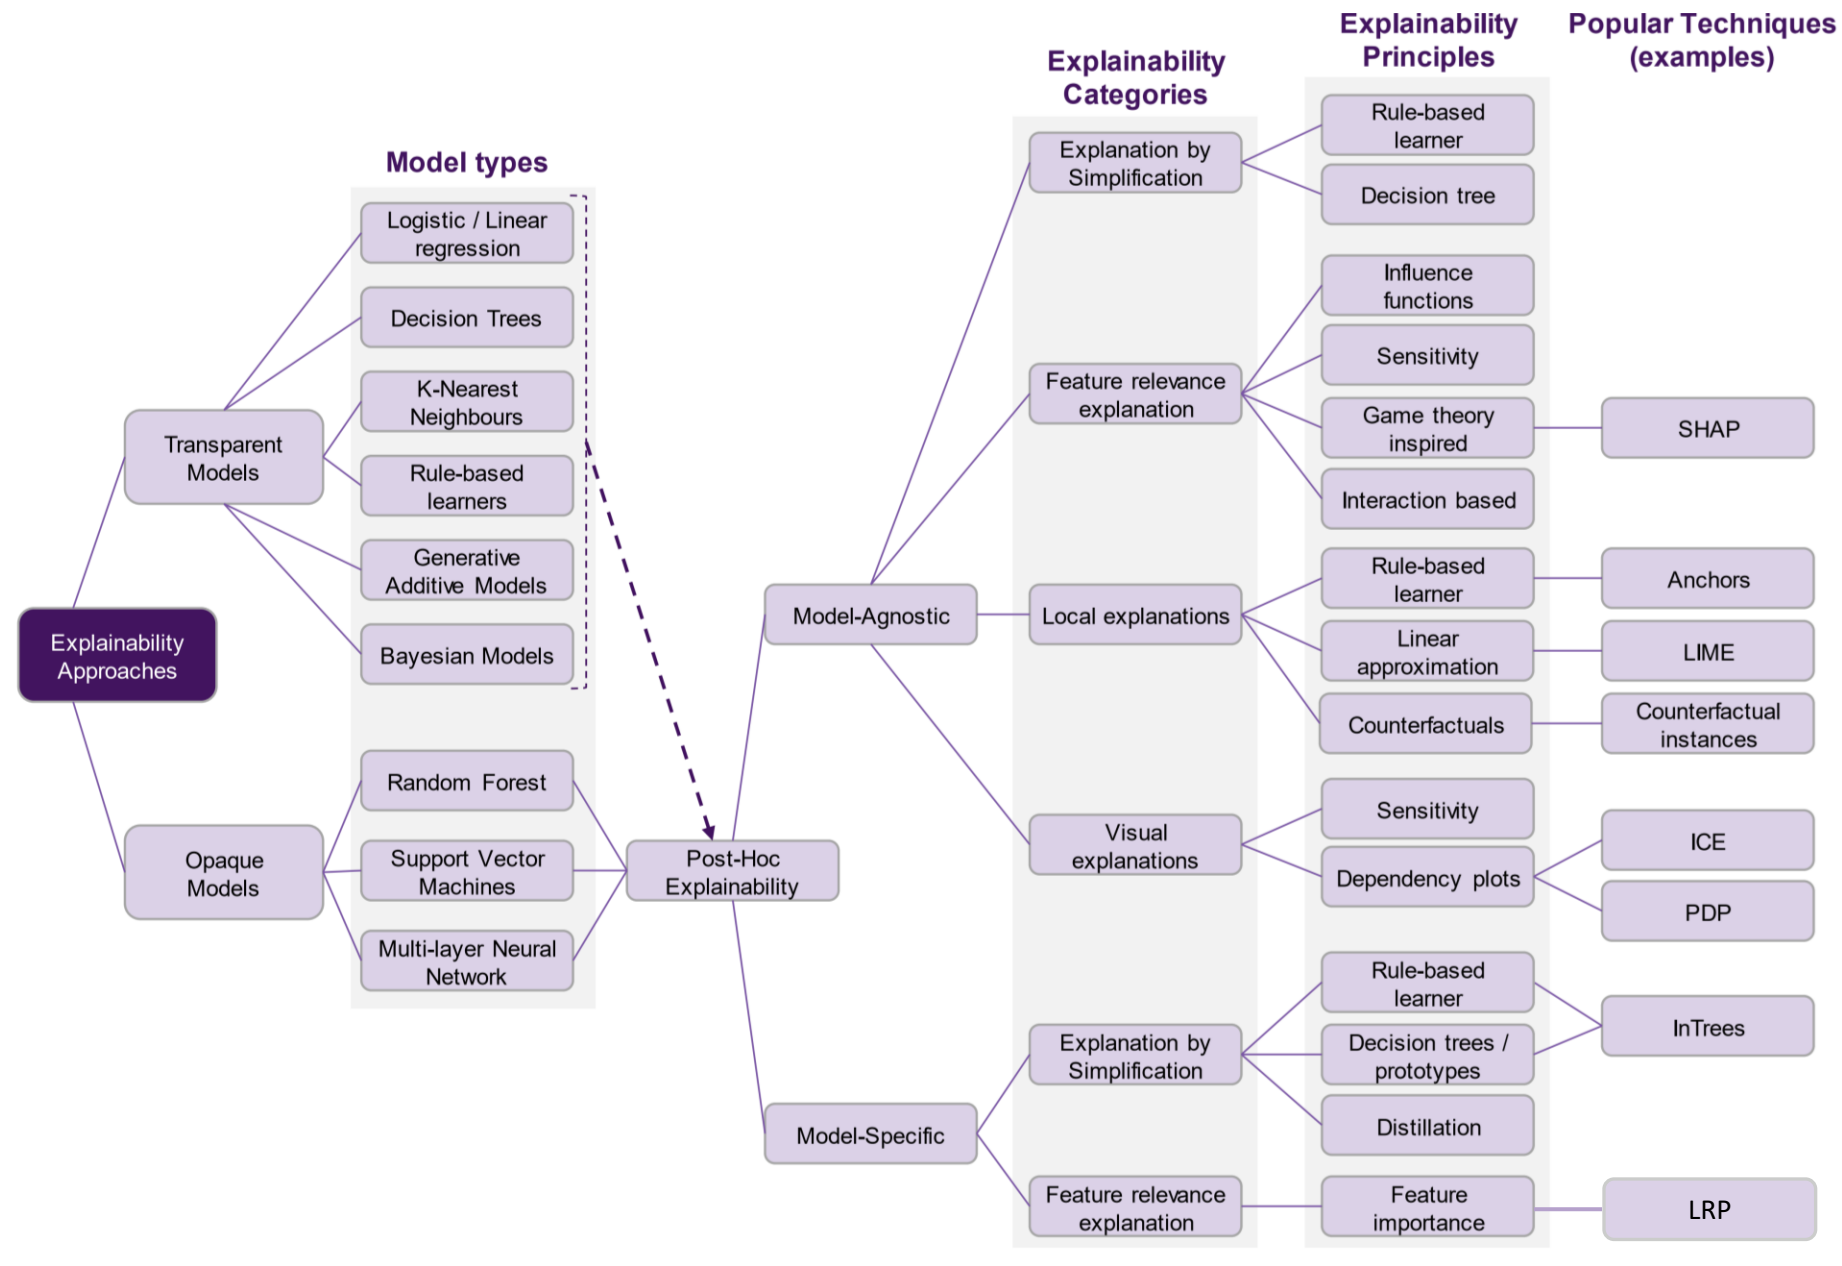 Explainability
Principles
Popular Techniques
(examples)
Explainability
Categories
Model types
Explainability
Approaches
Transparent
Models
Opaque
Models
Logistic / Linear
regression
Decision Trees
K-Nearest
Neighbours
Rule-based
learners
Generative
Additive Models
Bayesian Models
Random Forest
Support Vector
Machines
Multi-layer Neural
Network
Post-Hoc
Explainability
Model-Agnostic
Model-Specific
Explanation by
Simplification
Feature relevance
explanation
Local explanations
Visual
explanations
Explanation by
Simplification
Feature relevance
explanation
Rule-based
learner
Decision tree
Influence
functions
Sensitivity
Game theory
inspired
Interaction based
Rule-based
learner
Linear
approximation
Counterfactuals
Sensitivity
Dependency plots
Rule-based
learner
Decision trees /
prototypes
Distillation
Feature
importance
SHAP
Anchors
LIME
Counterfactual
instances
ICE
PDP
InTrees
LRP